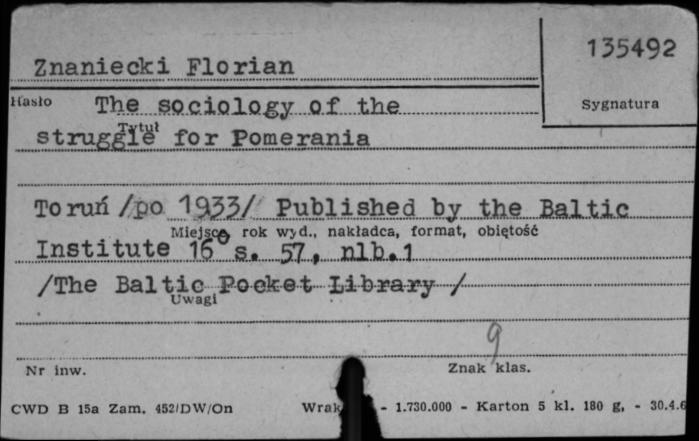 135492
Znaniecki Florian
Sygnatura
Hasło The sociology of the
Tytuł
struggle for Pomerania
Toruń /po 1933/ Published by the Baltic
Miejsce, rok wyd., nakładca, format, objętość
Institute 16° s. 57, nlb.1
/The Baltic Pocket Library /
Uwagi
9
Nr inw. Znak klas.
CWD B 15a Zam. 452/DW/On Wrak - 1.730.000 - Karton 5 kl. 180 g, - 30.4.6